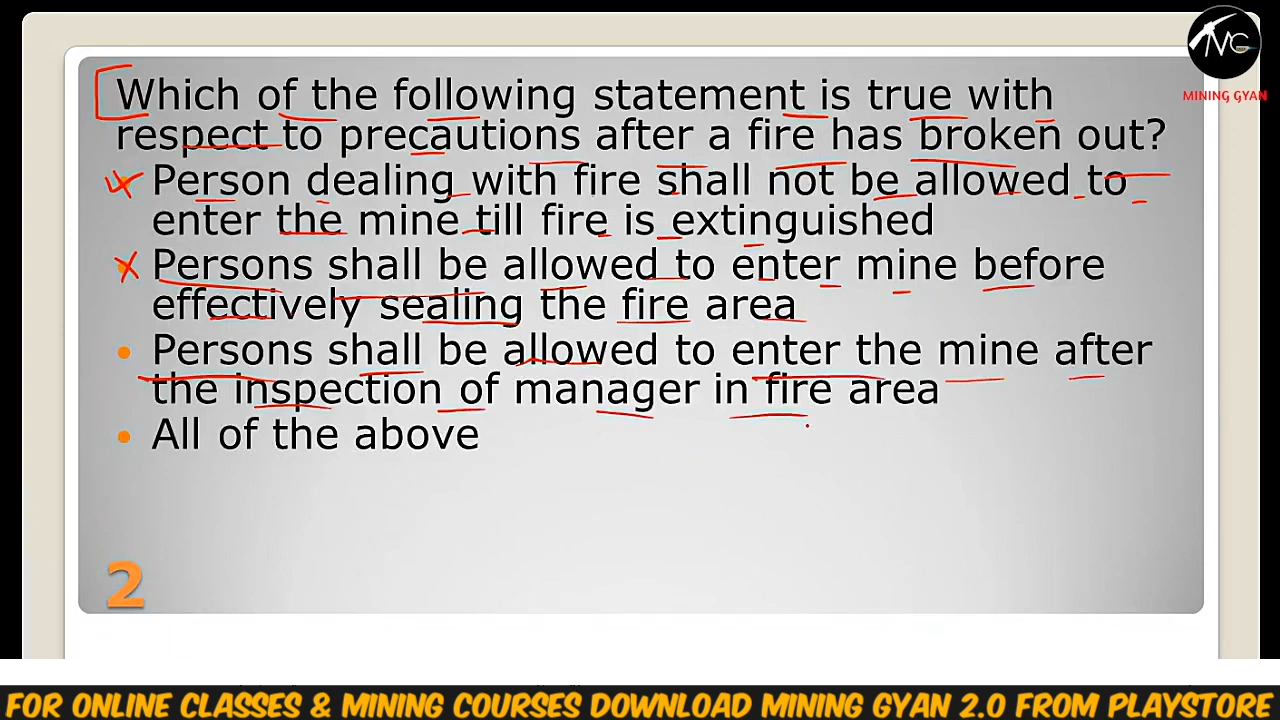 MC
MINING GYAN
Which of the following statement is true with
respect to precautions after a fire has broken out?
Person dealing with fire shall not be allowed to
enter the mine till fire is extinguished
Persons shall be allowed to enter mine before
effectively sealing the fire area
Persons shall be allowed to enter the mine after
the inspection of manager in fire area
All of the above
2
FOR ONLINE CLASSES & MINING COURSES DOWNLOAD MINING GYAN 2.0 FROM PLAYSTORE